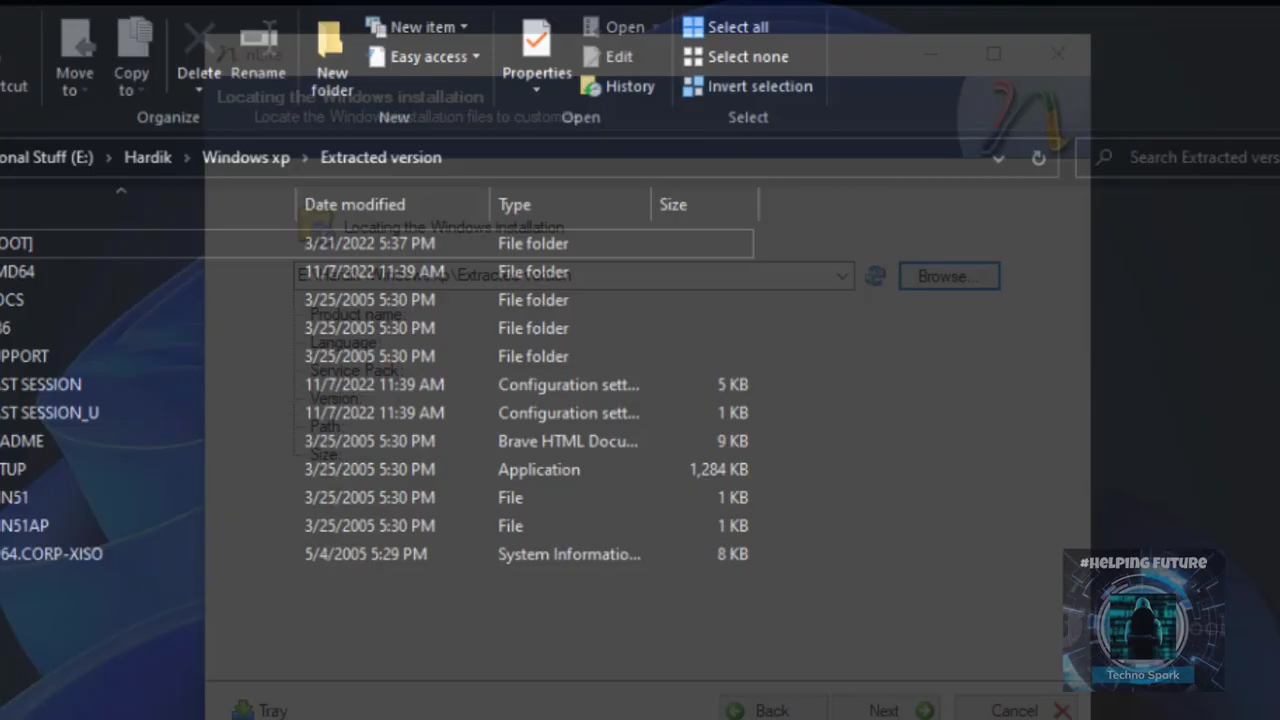 New item
Open
Select all
nLite
Easy access
Edit
Select none
cut
Move to
Copy to
Delete
Rename
New folder
Properties
History
Invert selection
Locating the Windows installation
Locate the Windows installation files to custom
Organize
New
Open
Select
onal Stuff (E:) > Hardik > Windows xp > Extracted version
Search Extracted vers
Date modified Type Size
Locating the Windows installation
OOT] 3/21/2022 5:37 PM File folder
MD64 11/7/2022 11:39 AM File folder
E:\Hardik\Windows xp\Extracted version
Browse...
OCS 3/25/2005 5:30 PM File folder
Product name:
86 3/25/2005 5:30 PM File folder
Language:
PPORT 3/25/2005 5:30 PM File folder
Service Pack:
ST SESSION 11/7/2022 11:39 AM Configuration sett... 5 KB
Version:
ST SESSION_U 11/7/2022 11:39 AM Configuration sett... 1 KB
Path:
ADME 3/25/2005 5:30 PM Brave HTML Docu... 9 KB
Size:
TUP 3/25/2005 5:30 PM Application 1,284 KB
IN51 3/25/2005 5:30 PM File 1 KB
IN51AP 3/25/2005 5:30 PM File 1 KB
64.CORP-XISO 5/4/2005 5:29 PM System Informatio... 8 KB
#HELPING FUTURE
Techno Spark
Tray
Back
Next
Cancel